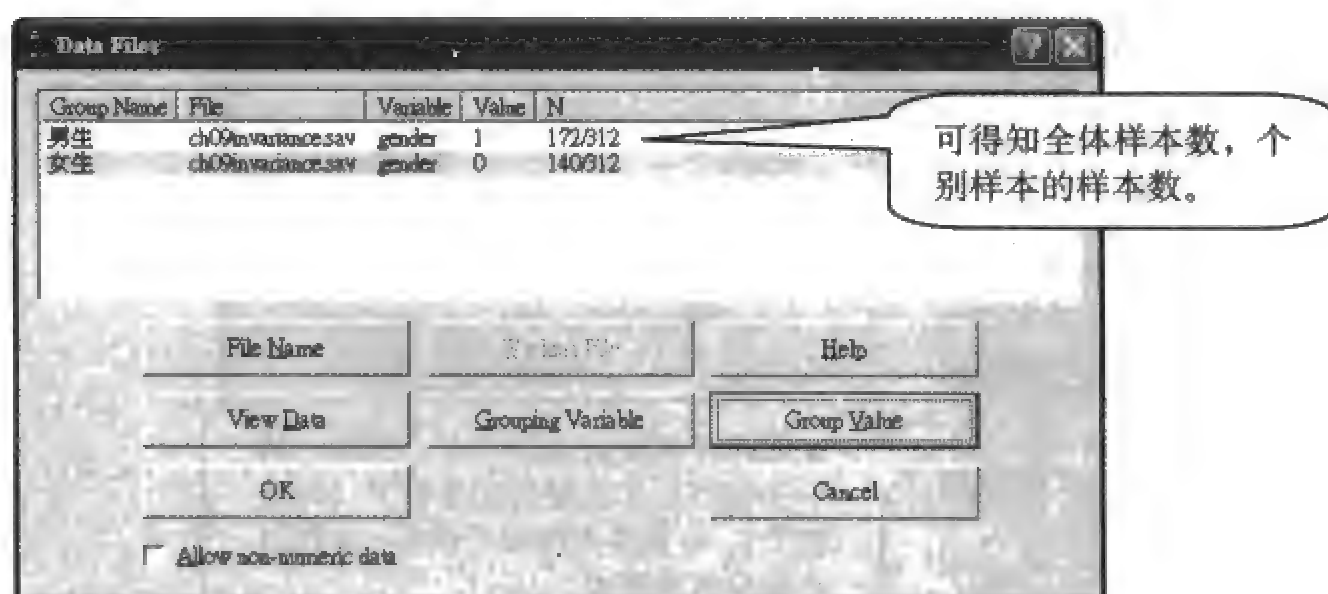 Data Files
Group Name File Variable Value N
男生 ch09invariance.sav gender 1 172/312
女生 ch09invariance.sav gender 0 140/312
可得知全体样本数，个
别样本的样本数。
File Name Help
View Data Grouping Variable Group Value
OK Cancel
Allow non-numeric data